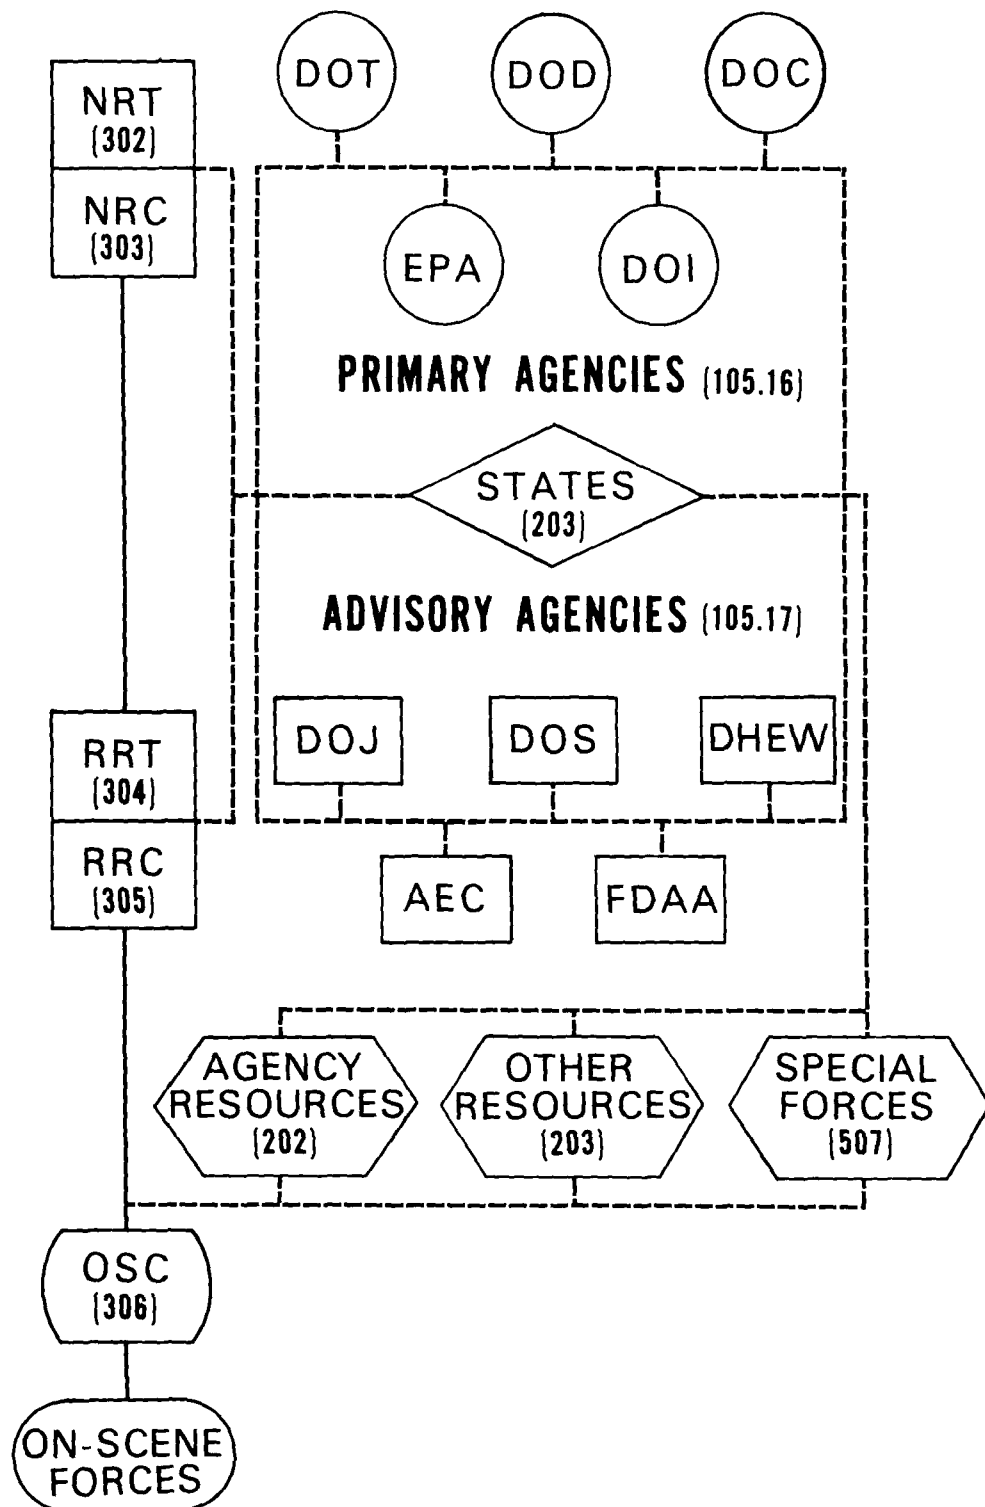 DOT
DOD
DOC
NRT
(302)
NRC
(303)
EPA
DOI
PRIMARY AGENCIES (105.16)
STATES
(203)
ADVISORY AGENCIES (105.17)
RRT
(304)
RRC
(305)
DOJ
DOS
DHEW
AEC
FDAA
AGENCY
RESOURCES
(202)
OTHER
RESOURCES
(203)
SPECIAL
FORCES
(507)
OSC
(306)
ON-SCENE
FORCES